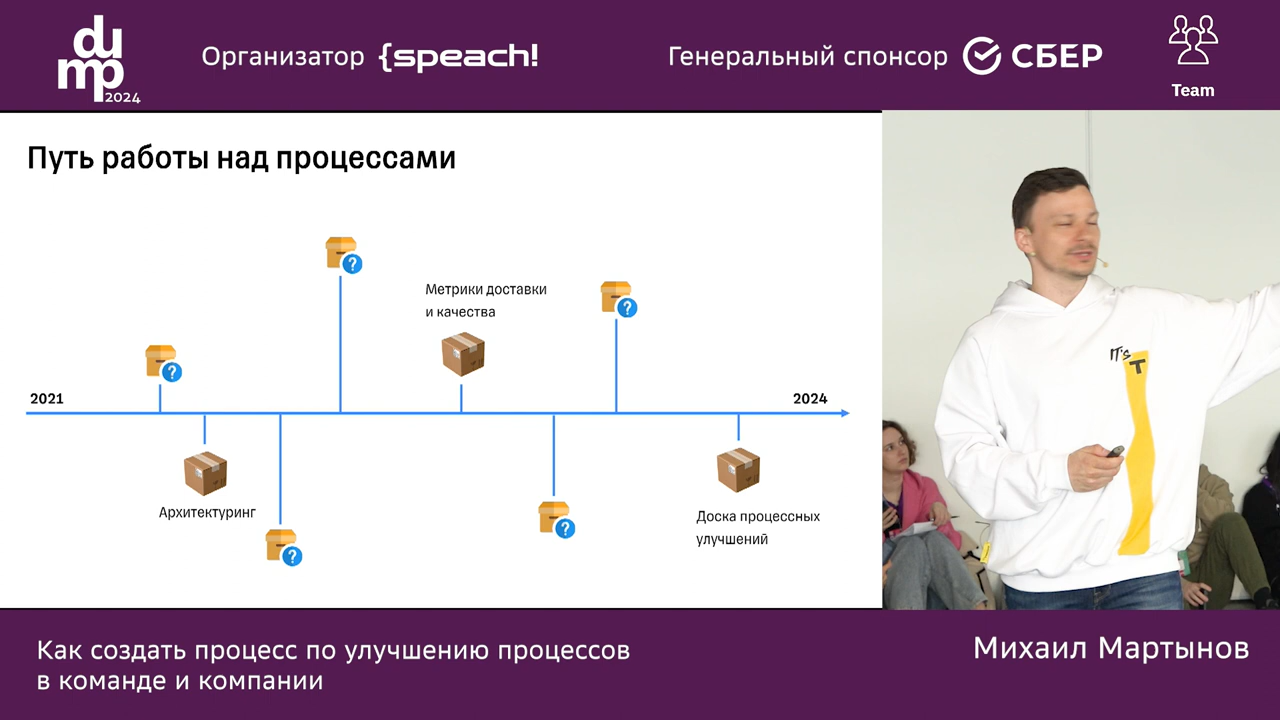 dump
2024
Организатор {speach!
Генеральный спонсор СБЕР
Team
Путь работы над процессами
Метрики доставки
и качества
2021
2024
Архитектуринг
Доска процессных
улучшений
IT'S
T
Как создать процесс по улучшению процессов
в команде и компании
Михаил Мартынов